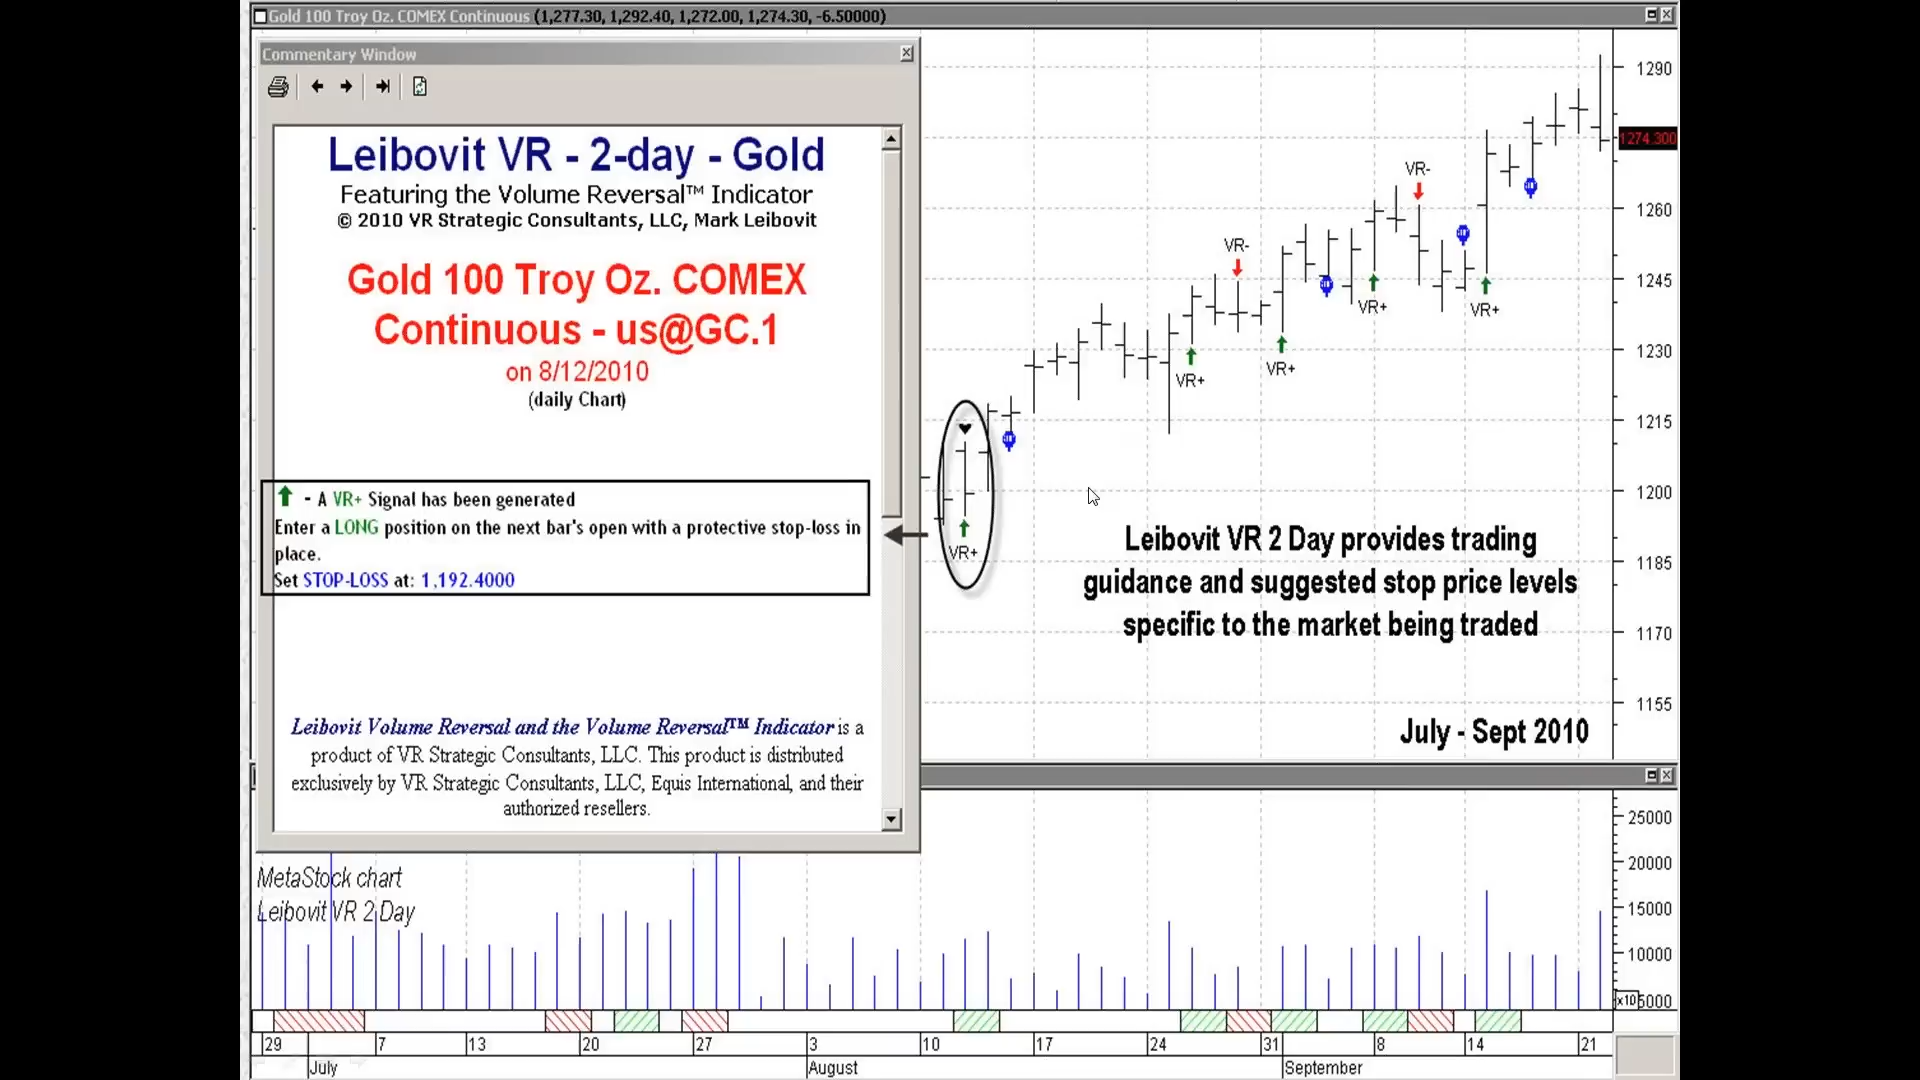 Gold 100 Troy Oz. COMEX Continuous (1,277.30, 1,292.40, 1,272.00, 1,274.30, -6.50000)
Commentary Window
Leibovit VR - 2-day - Gold
Featuring the Volume Reversal™ Indicator
© 2010 VR Strategic Consultants, LLC, Mark Leibovit
Gold 100 Troy Oz. COMEX
Continuous - us@GC.1
on 8/12/2010
(daily Chart)
- A VR+ Signal has been generated
Enter a LONG position on the next bar's open with a protective stop-loss in
place.
Set STOP-LOSS at: 1,192.4000
Leibovit Volume Reversal and the Volume Reversal™ Indicator is a
product of VR Strategic Consultants, LLC. This product is distributed
exclusively by VR Strategic Consultants, LLC, Equis International, and their
authorized resellers.
VR+
VR+
VR-
VR+
VR+
VR-
VR+
1290
1274.300
1260
1245
1230
1215
1200
1185
1170
1155
Leibovit VR 2 Day provides trading
guidance and suggested stop price levels
specific to the market being traded
July - Sept 2010
MetaStock chart
Leibovit VR 2 Day
25000
20000
15000
10000
5000
x10
29 7 13 20 27 3 10 17 24 31 8 14 21
July August September